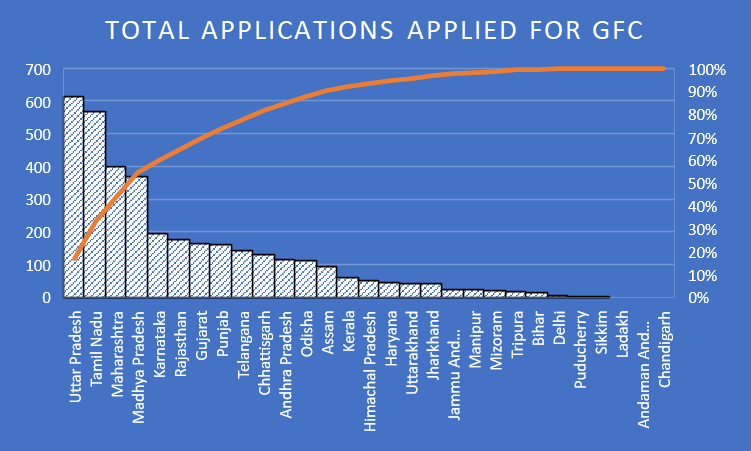 TOTAL APPLICATIONS APPLIED FOR GFC
700
600
500
400
300
200
100
0
100%
90%
80%
70%
60%
50%
40%
30%
20%
10%
0%
Uttar Pradesh
Tamil Nadu
Maharashtra
Madhya Pradesh
Karnataka
Rajasthan
Gujarat
Punjab
Telangana
Chhattisgarh
Andhra Pradesh
Odisha
Assam
Kerala
Himachal Pradesh
Haryana
Uttarakhand
Jharkhand
Jammu And...
Manipur
Mizoram
Tripura
Bihar
Delhi
Puducherry
Sikkim
Ladakh
Andaman And...
Chandigarh